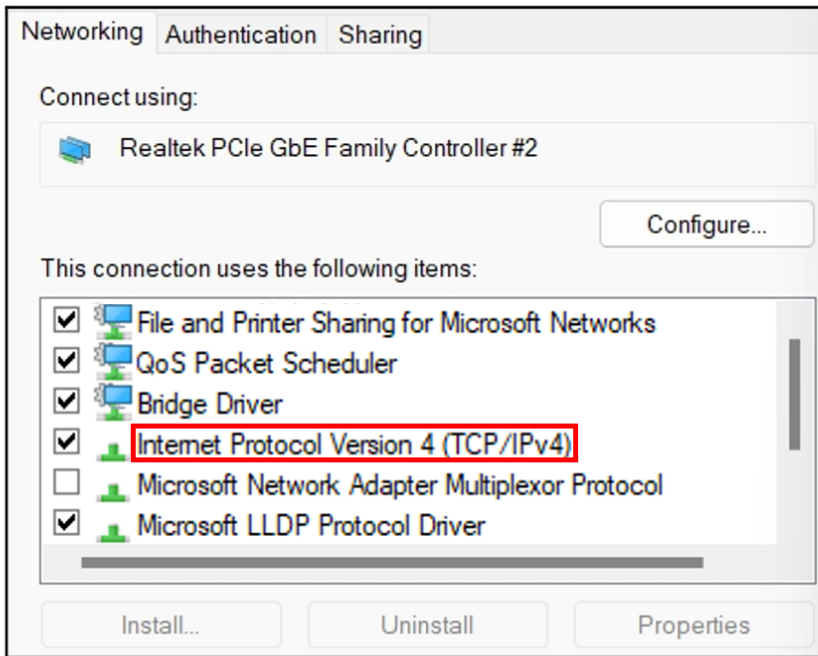 Networking Authentication Sharing
Connect using:
Realtek PCIe GbE Family Controller #2
Configure...
This connection uses the following items:
File and Printer Sharing for Microsoft Networks
QoS Packet Scheduler
Bridge Driver
Internet Protocol Version 4 (TCP/IPv4)
Microsoft Network Adapter Multiplexor Protocol
Microsoft LLDP Protocol Driver
Install... Uninstall Properties